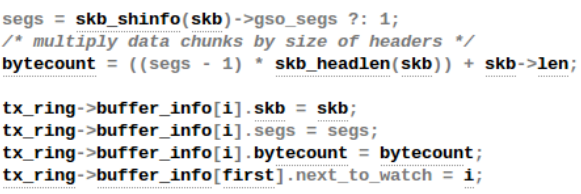 segs = skb_shinfo(skb)->gso_segs ?: 1;
/* multiply data chunks by size of headers */
bytecount = ((segs - 1) * skb_headlen(skb)) + skb->len;
tx_ring->buffer_info[i].skb = skb;
tx_ring->buffer_info[i].segs = segs;
tx_ring->buffer_info[i].bytecount = bytecount;
tx_ring->buffer_info[first].next_to_watch = i;